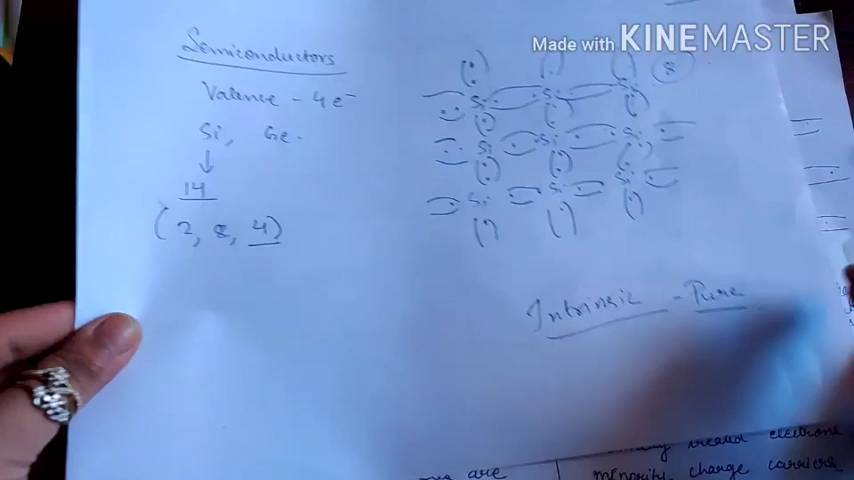 Made with KINEMASTER
Semiconductors
Valence - 4e⁻
Si, Ge.
↓
14
(2, 8, 4)
8
Si Si Si
Si Si Si
Si Si Si
Intrinsic - Pure
electrons
are
minority charge carriers